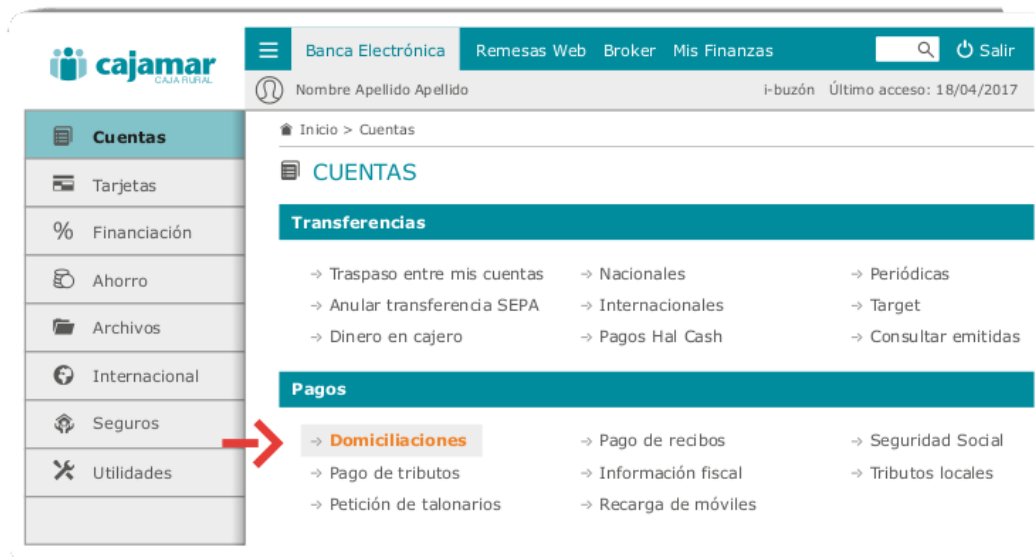 cajamar
CAJA RURAL
Banca Electrónica Remesas Web Broker Mis Finanzas Salir
Nombre Apellido Apellido i-buzón Último acceso: 18/04/2017
Inicio > Cuentas
CUENTAS
Cuentas
Tarjetas
% Financiación
Ahorro
Archivos
Internacional
Seguros
Utilidades
Transferencias
→ Traspaso entre mis cuentas → Nacionales → Periódicas
→ Anular transferencia SEPA → Internacionales → Target
→ Dinero en cajero → Pagos Hal Cash → Consultar emitidas
Pagos
→ Domiciliaciones → Pago de recibos → Seguridad Social
→ Pago de tributos → Información fiscal → Tributos locales
→ Petición de talonarios → Recarga de móviles